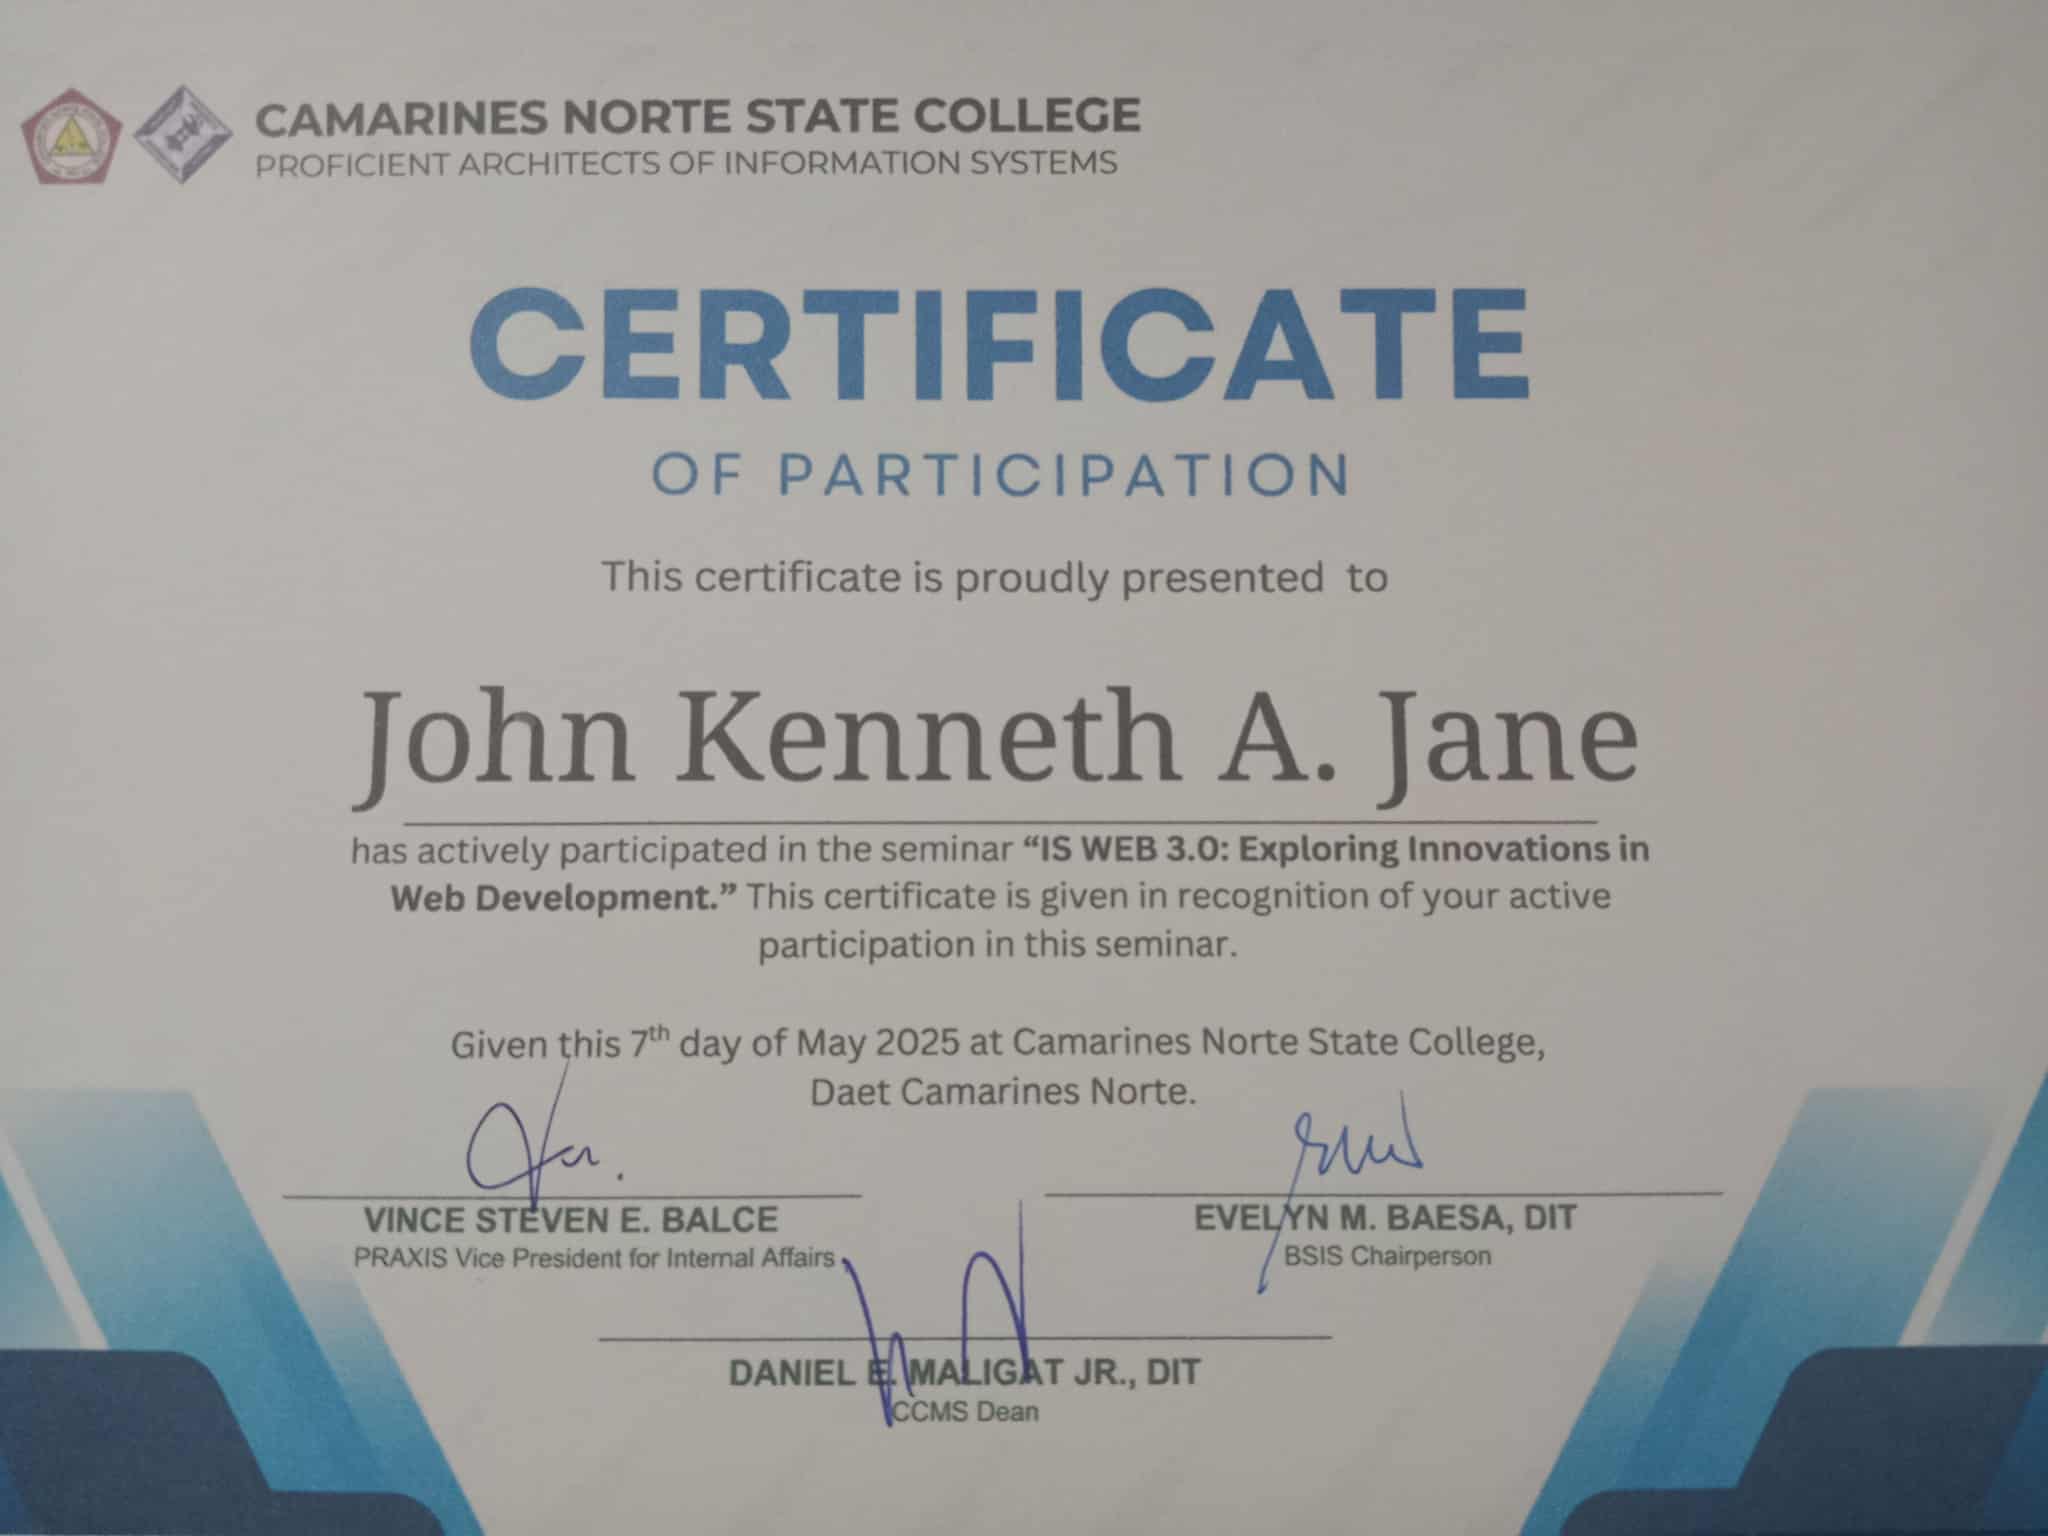 CAMARINES NORTE STATE COLLEGE
PROFICIENT ARCHITECTS OF INFORMATION SYSTEMS
CERTIFICATE
OF PARTICIPATION
This certificate is proudly presented to
John Kenneth A. Jane
has actively participated in the seminar “IS WEB 3.0: Exploring Innovations in
Web Development.” This certificate is given in recognition of your active
participation in this seminar.
Given this 7th day of May 2025 at Camarines Norte State College,
Daet Camarines Norte.
VINCE STEVEN E. BALCE
PRAXIS Vice President for Internal Affairs
EVELYN M. BAESA, DIT
BSIS Chairperson
DANIEL E. MALIGAT JR., DIT
CCMS Dean